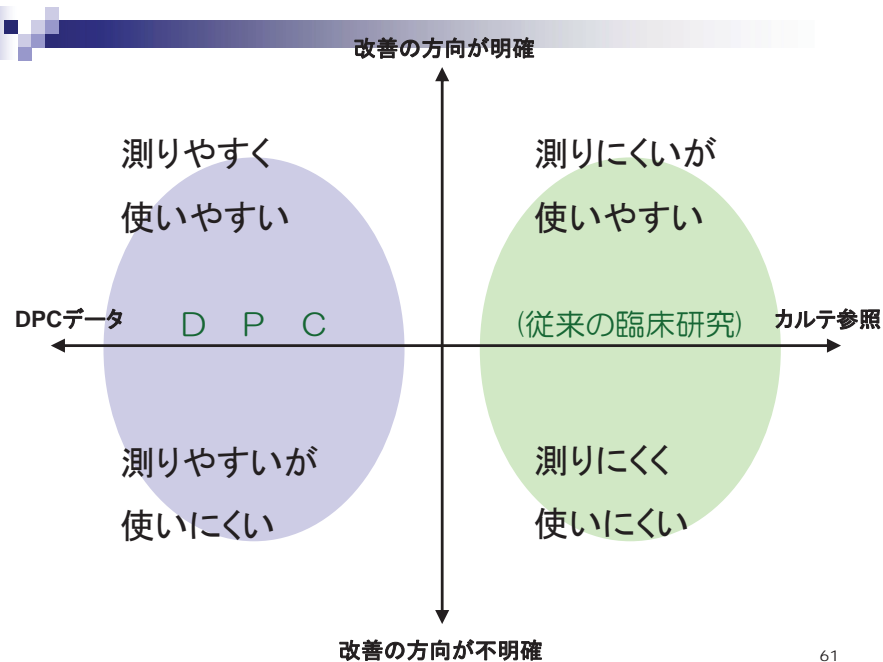 改善の方向が明確
測りやすく
使いやすい
測りにくいが
使いやすい
DPCデータ
Ｄ Ｐ Ｃ
(従来の臨床研究)
カルテ参照
測りやすいが
使いにくい
測りにくく
使いにくい
改善の方向が不明確
61